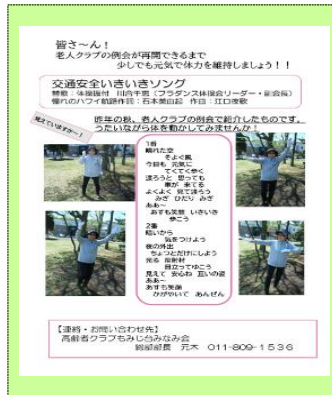 皆さ～ん！
老人クラブの例会が再開できるまで
少しでも元気で体力を維持しましょう！！
交通安全いきいきソング
替歌：体操振付 川合千恵（フラダンス体操会リーダー・副会長）
憧れのハワイ航路作詞：石本美由起 作曲：江口夜歌
見えていますか～！
昨年の秋、老人クラブの例会で紹介したものです。
うたいながら体を動かしてみませんか！
1番
晴れた空
そよぐ風
今日も 元気に
てくてく歩く
渡ろうと 思っても
車が 来てる
よくよく 見て渡ろう
みぎ ひだり みぎ
ああ～
あすも笑顔 いきいき
歩こう
2番
暗いから
気をつけよう
夜の外出
ちょっとだけにしよう
光る 反射材
目立ってゆこう
見えて 安心ね 互いの姿
ああ～
あすも笑顔
かがやいて あんぜん
【連絡・お問い合わせ先】
高齢者クラブもみじ台みなみ会
総務部長 元木 011-809-1536